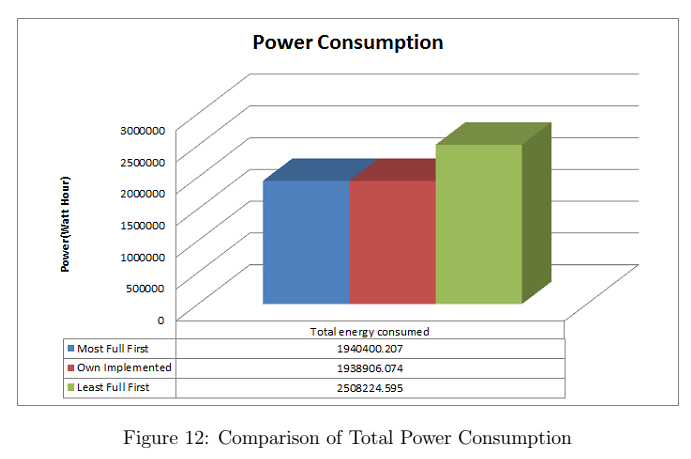 Power Consumption
3000000
2500000
2000000
1500000
1000000
500000
0
Power(Watt Hour)
Total energy consumed
Most Full First 1940400.207
Own Implemented 1938906.074
Least Full First 2508224.595
Figure 12: Comparison of Total Power Consumption